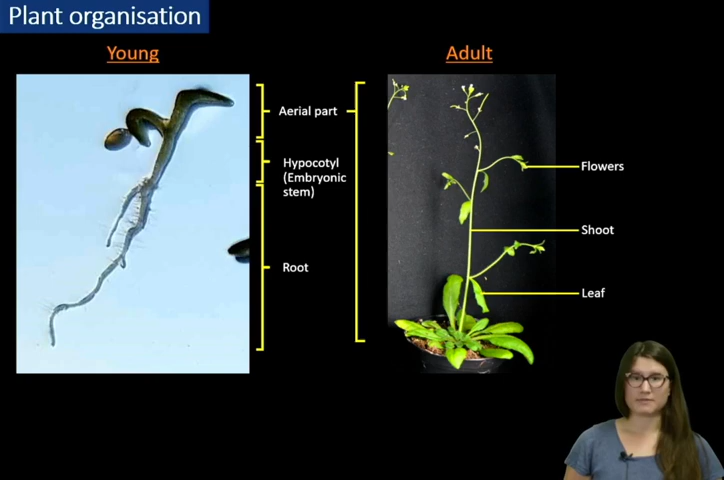 Plant organisation
Young
Adult
Aerial part
Hypocotyl
(Embryonic
stem)
Root
Flowers
Shoot
Leaf